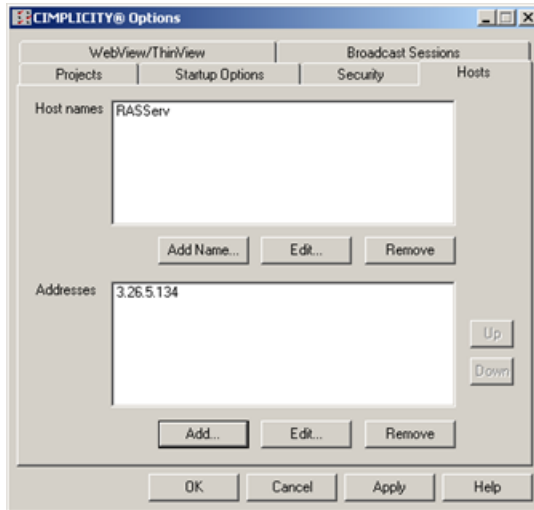 CIMPLICITY® Options
WebView/ThinView Broadcast Sessions
Projects Startup Options Security Hosts
Host names RASServ
Add Name... Edit... Remove
Addresses 3.26.5.134
Up
Down
Add... Edit... Remove
OK Cancel Apply Help